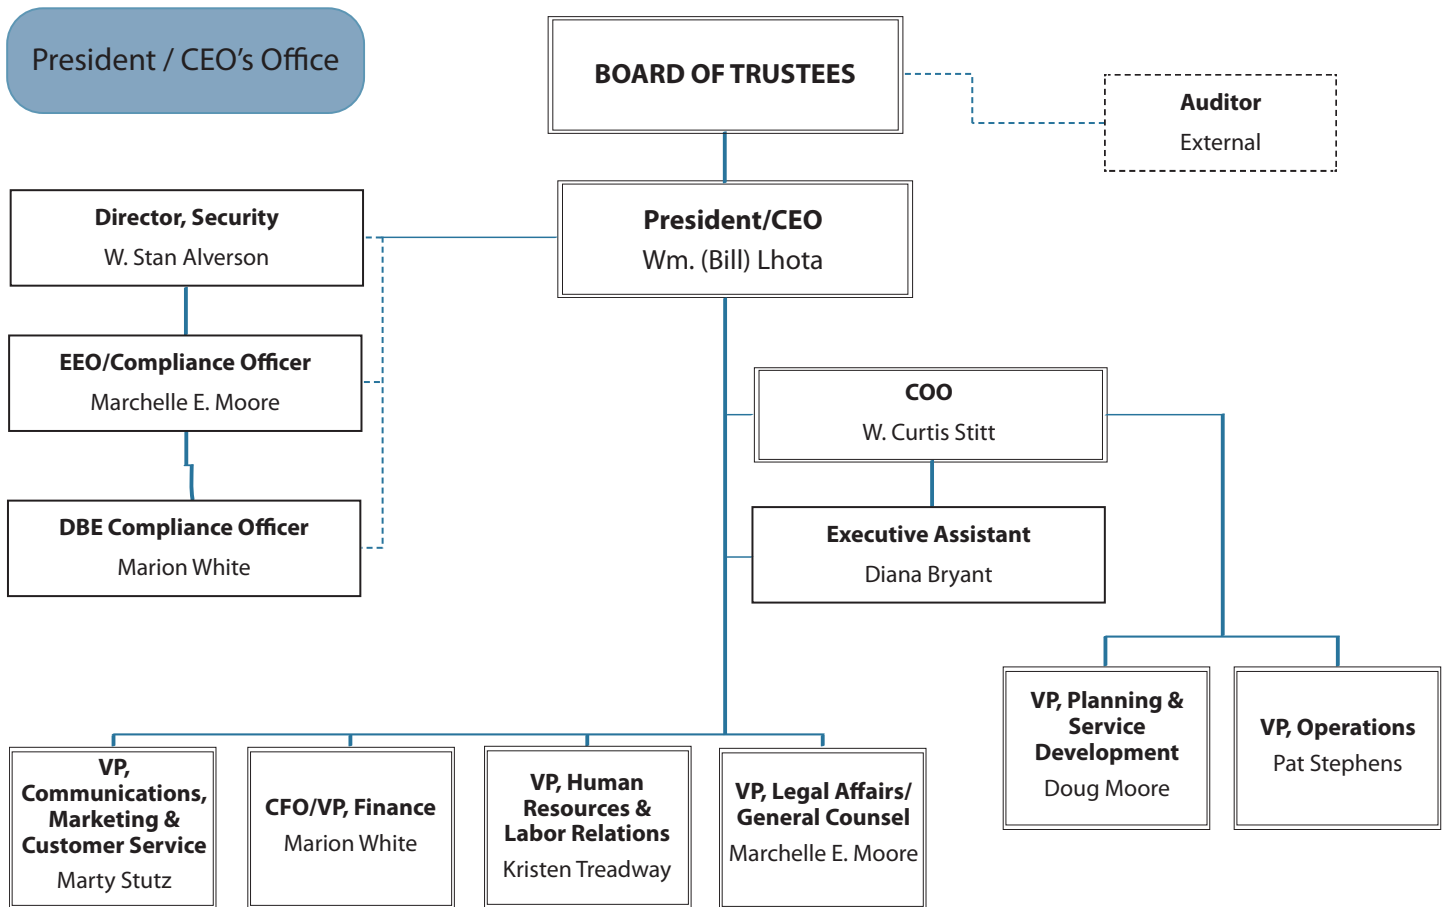 President / CEO’s Office
BOARD OF TRUSTEES
Auditor
External
President/CEO
Wm. (Bill) Lhota
Director, Security
W. Stan Alverson
EEO/Compliance Officer
Marchelle E. Moore
DBE Compliance Officer
Marion White
COO
W. Curtis Stitt
Executive Assistant
Diana Bryant
VP, Planning &
Service
Development
Doug Moore
VP, Operations
Pat Stephens
VP,
Communications,
Marketing &
Customer Service
Marty Stutz
CFO/VP, Finance
Marion White
VP, Human
Resources &
Labor Relations
Kristen Treadway
VP, Legal Affairs/
General Counsel
Marchelle E. Moore